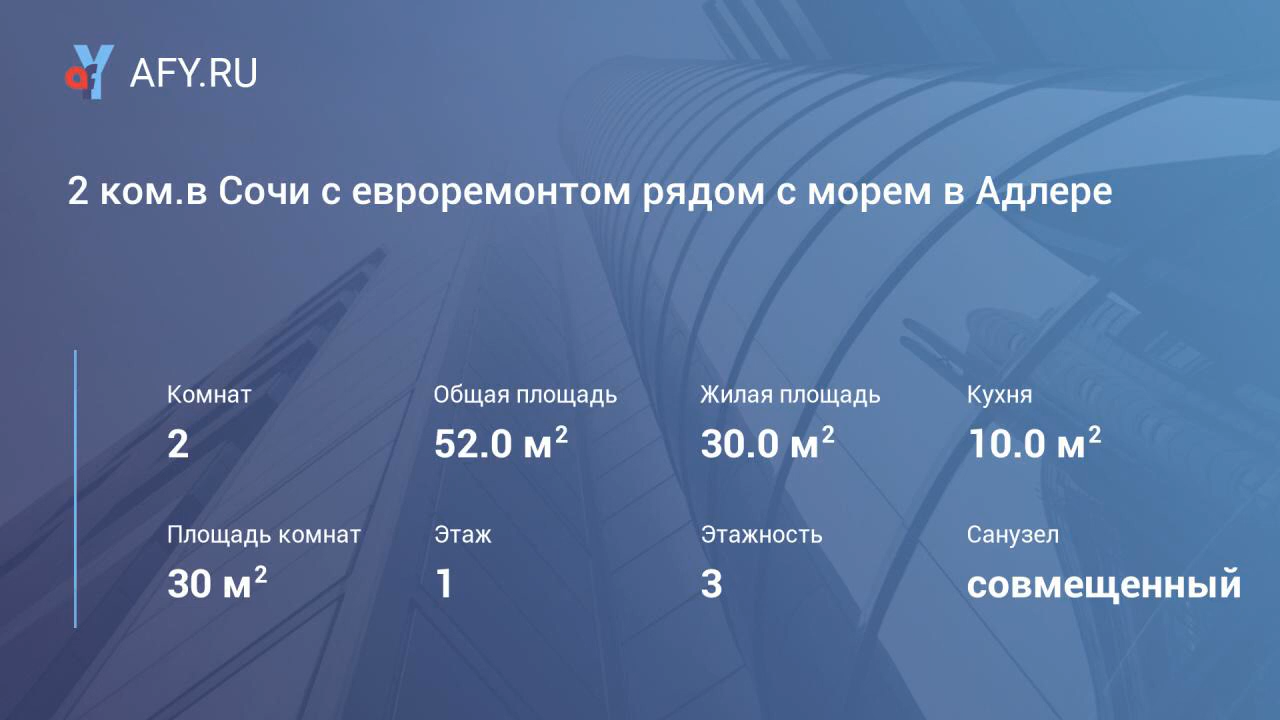 afy AFY.RU
2 ком.в Сочи с евроремонтом рядом с морем в Адлере
Комнат Общая площадь Жилая площадь Кухня
2 52.0 м² 30.0 м² 10.0 м²
Площадь комнат Этаж Этажность Санузел
30 м² 1 3 совмещенный